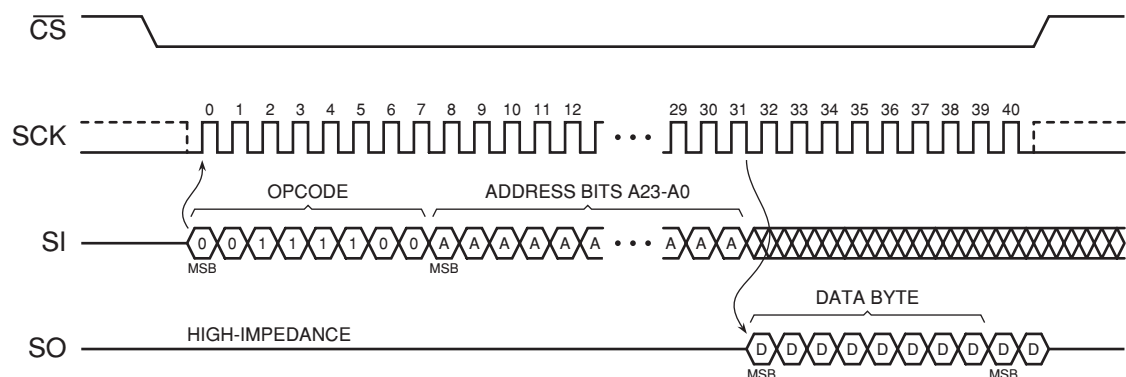 CS
0 1 2 3 4 5 6 7 8 9 10 11 12 29 30 31 32 33 34 35 36 37 38 39 40
SCK
OPCODE ADDRESS BITS A23-A0
SI 0 0 1 1 1 1 0 0 A A A A A A A A A
MSB MSB
DATA BYTE
HIGH-IMPEDANCE
SO D D D D D D D D D D
MSB MSB